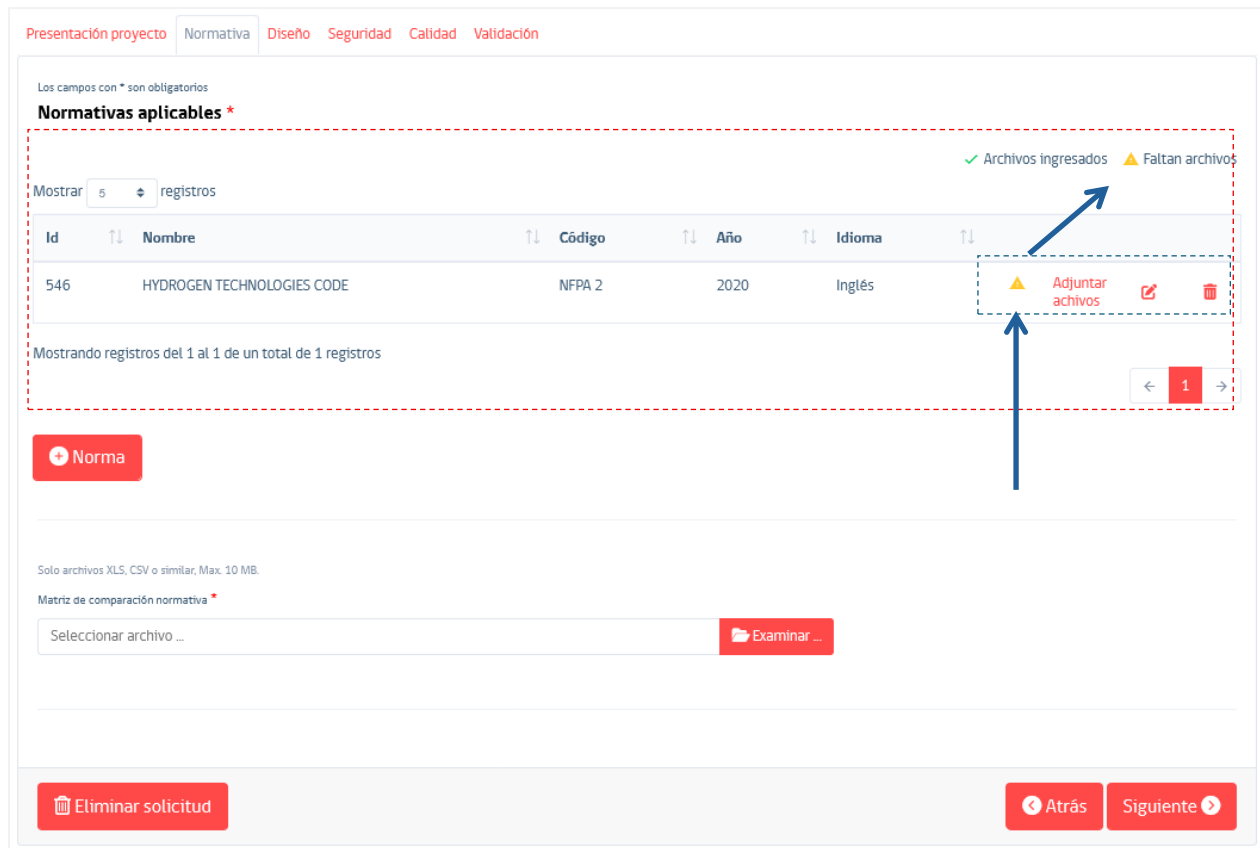 Presentación proyecto Normativa Diseño Seguridad Calidad Validación
Los campos con * son obligatorios
Normativas aplicables *
Archivos ingresados Faltan archivos
Mostrar 5 registros
Id Nombre Código Año Idioma
546 HYDROGEN TECHNOLOGIES CODE NFPA 2 2020 Inglés Adjuntar
achivos
Mostrando registros del 1 al 1 de un total de 1 registros
← 1 →
Norma
Solo archivos XLS, CSV o similar, Max. 10 MB.
Matriz de comparación normativa *
Seleccionar archivo ... Examinar ...
Eliminar solicitud Atrás Siguiente